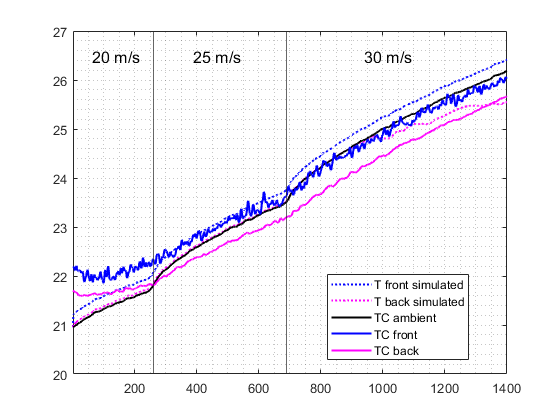 27
20 m/s 25 m/s 30 m/s
26
25
24
23
22
21
20
T front simulated
T back simulated
TC ambient
TC front
TC back
200 400 600 800 1000 1200 1400